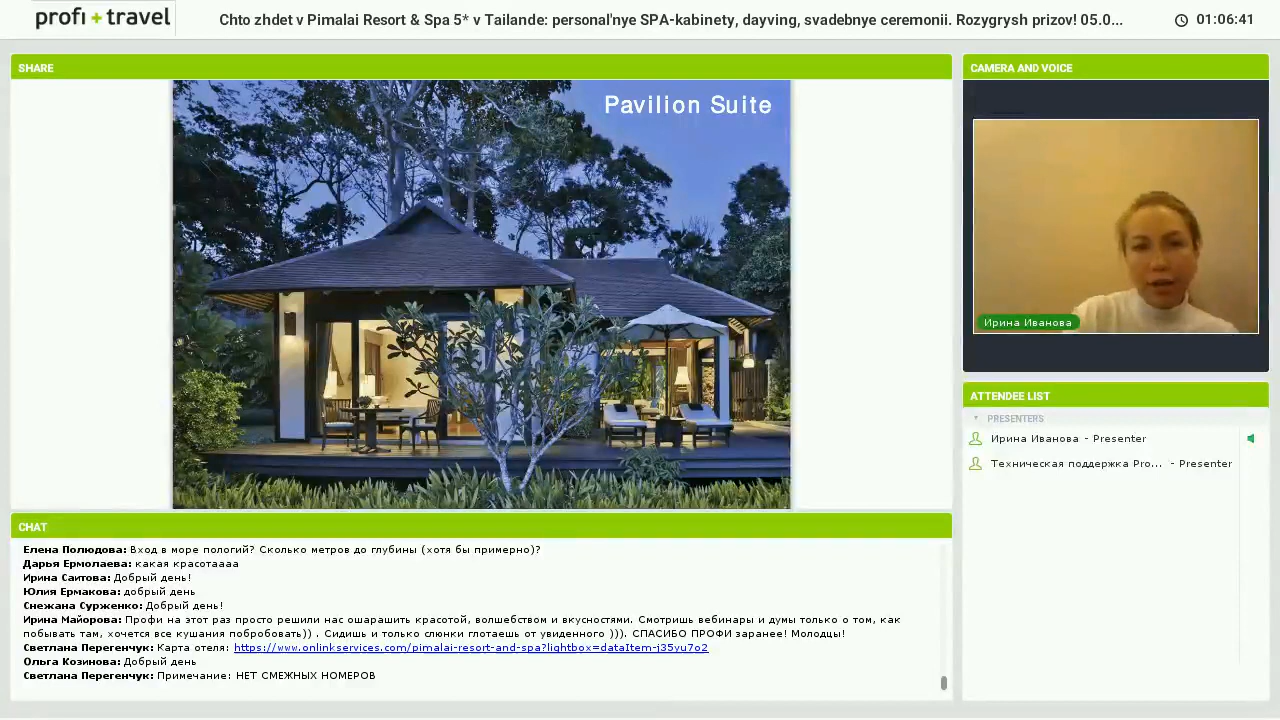 profi + travel
Chto zhdet v Pimalai Resort & Spa 5* v Tailande: personal'nye SPA-kabinety, dayving, svadebnye ceremonii. Rozygrysh prizov! 05.0...
01:06:41
SHARE
CAMERA AND VOICE
Pavilion Suite
Ирина Иванова
ATTENDEE LIST
PRESENTERS
Ирина Иванова - Presenter
Техническая поддержка Pro... - Presenter
CHAT
Елена Полюдова: Вход в море пологий? Сколько метров до глубины (хотя бы примерно)?
Дарья Ермолаева: какая красотаааа
Ирина Саитова: Добрый день!
Юлия Ермакова: добрый день
Снежана Сурженко: Добрый день!
Ирина Майорова: Профи на этот раз просто решили нас ошарашить красотой, волшебством и вкусностями. Смотришь вебинары и думы только о том, как
побывать там, хочется все кушания побробовать)) . Сидишь и только слюнки глотаешь от увиденного ))). СПАСИБО ПРОФИ заранее! Молодцы!
Светлана Перегенчук: Карта отеля: https://www.onlinkservices.com/pimalai-resort-and-spa?lightbox=dataItem-j35yu7o2
Ольга Козинова: Добрый день
Светлана Перегенчук: Примечание: НЕТ СМЕЖНЫХ НОМЕРОВ